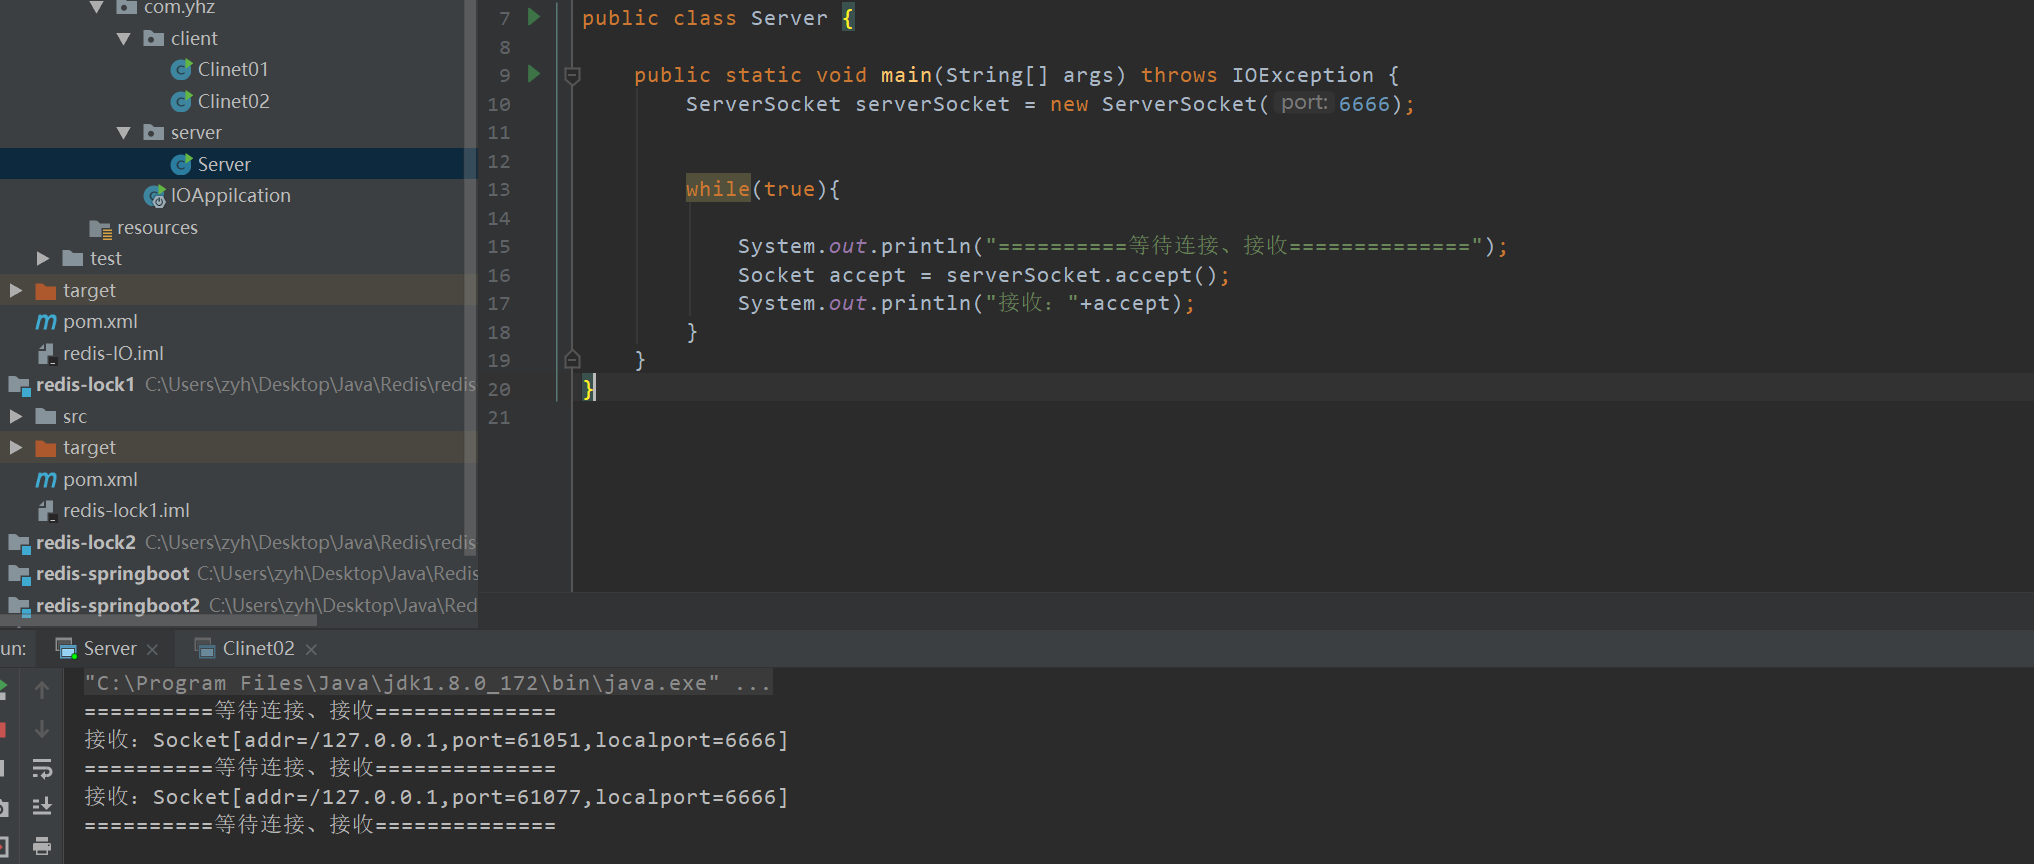 com.yhz
client
Clinet01
Clinet02
server
Server
IOAppilcation
resources
test
target
pom.xml
redis-IO.iml
redis-lock1 C:\Users\zyh\Desktop\Java\Redis\redis
src
target
pom.xml
redis-lock1.iml
redis-lock2 C:\Users\zyh\Desktop\Java\Redis\redis
redis-springboot C:\Users\zyh\Desktop\Java\Redis
redis-springboot2 C:\Users\zyh\Desktop\Java\Red
7 public class Server {
8
9 public static void main(String[] args) throws IOException {
10 ServerSocket serverSocket = new ServerSocket( port: 6666);
11
12
13 while(true){
14
15 System.out.println("==========等待连接、接收==============");
16 Socket accept = serverSocket.accept();
17 System.out.println("接收："+accept);
18 }
19 }
20 }
21
un: Server Clinet02
"C:\Program Files\Java\jdk1.8.0_172\bin\java.exe" ...
==========等待连接、接收==============
接收：Socket[addr=/127.0.0.1,port=61051,localport=6666]
==========等待连接、接收==============
接收：Socket[addr=/127.0.0.1,port=61077,localport=6666]
==========等待连接、接收==============